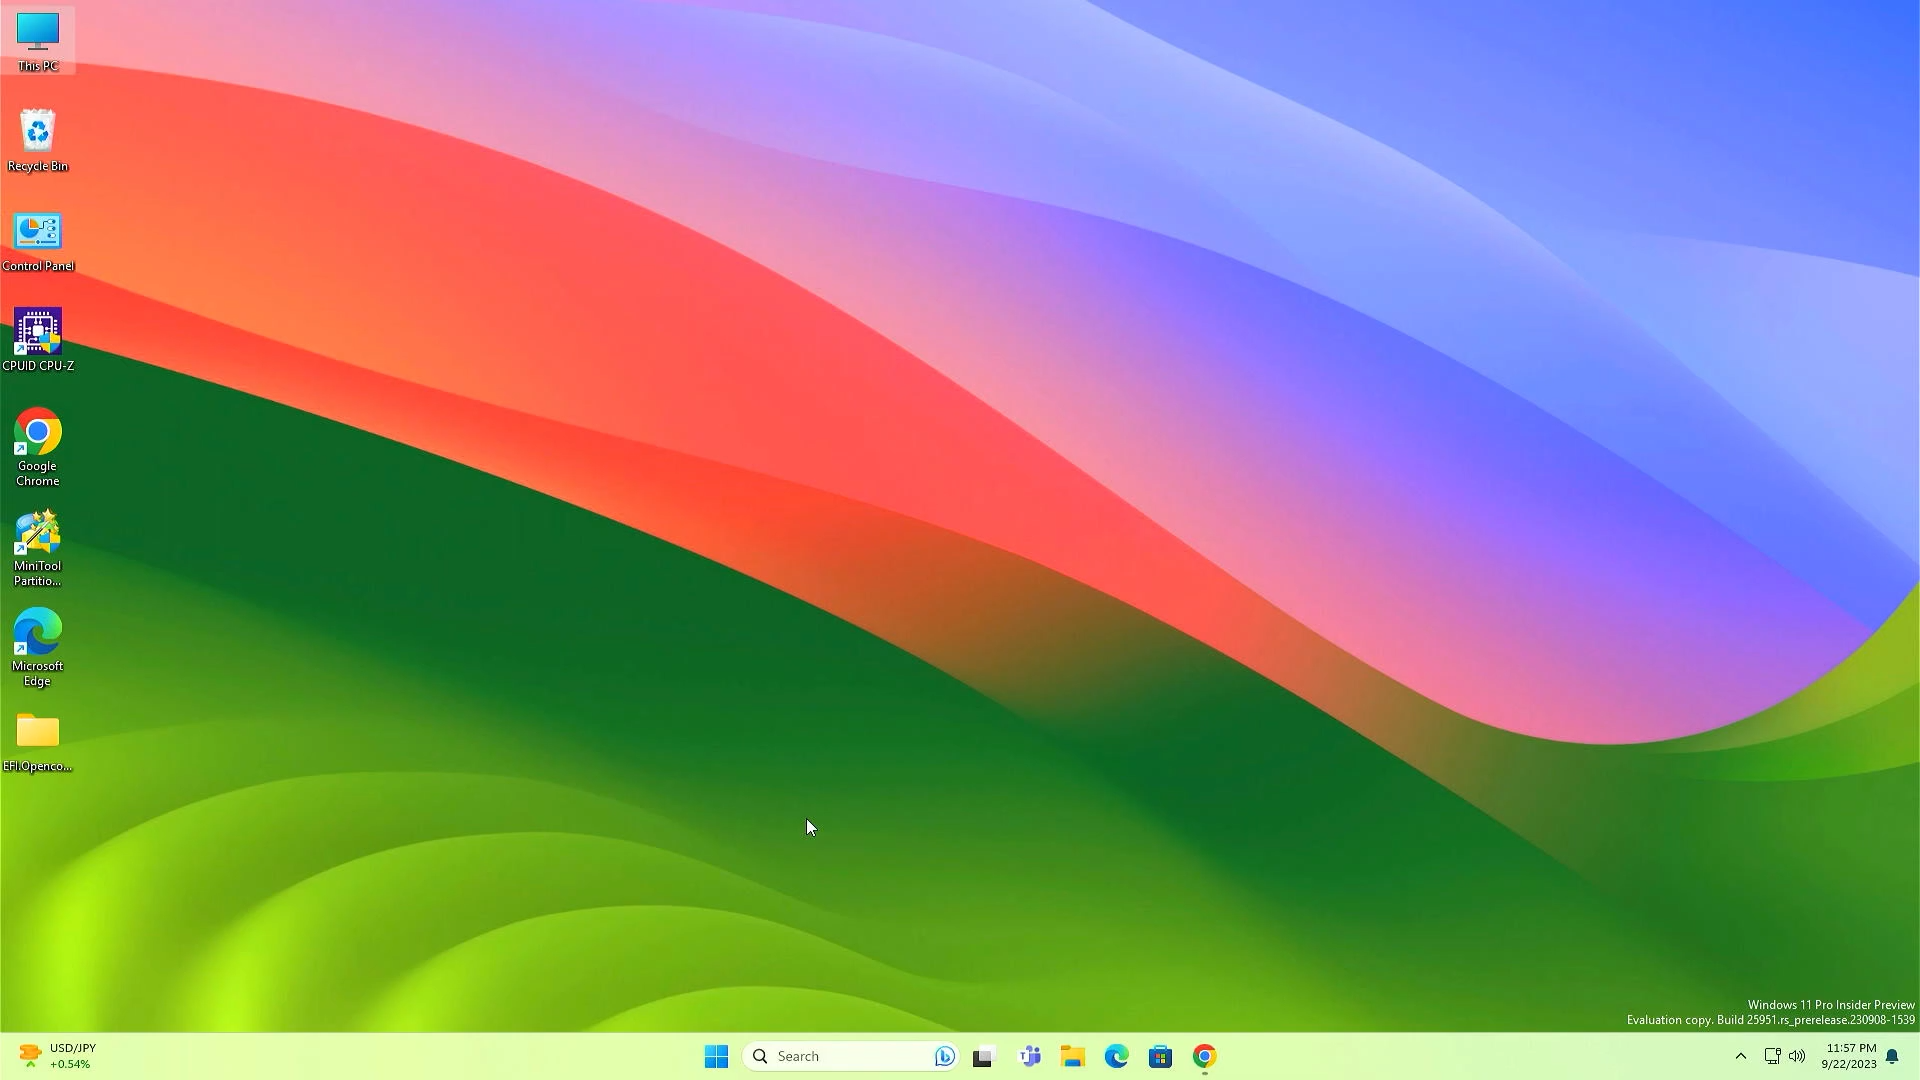 This PC
Recycle Bin
Control Panel
CPUID CPU-Z
Google
Chrome
MiniTool
Partitio...
Microsoft
Edge
EFI.Openco...
Windows 11 Pro Insider Preview
Evaluation copy. Build 25951.rs_prerelease.230908-1539
USD/JPY
+0.54%
Search
11:57 PM
9/22/2023